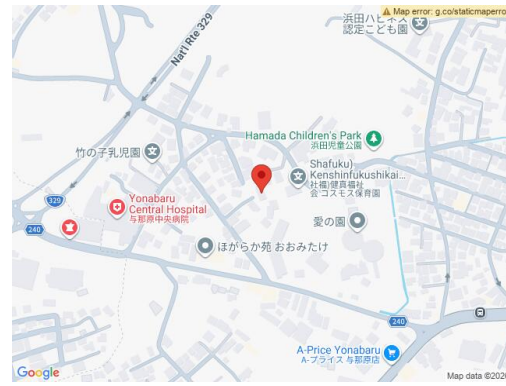 Map error: g.co/staticmaperro
浜田ハピネス
認定こども園
Nat'l Rte 329
Hamada Children's Park
浜田児童公園
竹の子乳児園
Shafuku)
Kenshinfukushikai...
社福)健真福祉
会 コスモス保育園
329
Yonabaru
Central Hospital
与那原中央病院
愛の園
240
ほがらか苑 おおみたけ
240
A-Price Yonabaru
A-プライス 与那原店
Google
Map data ©2026